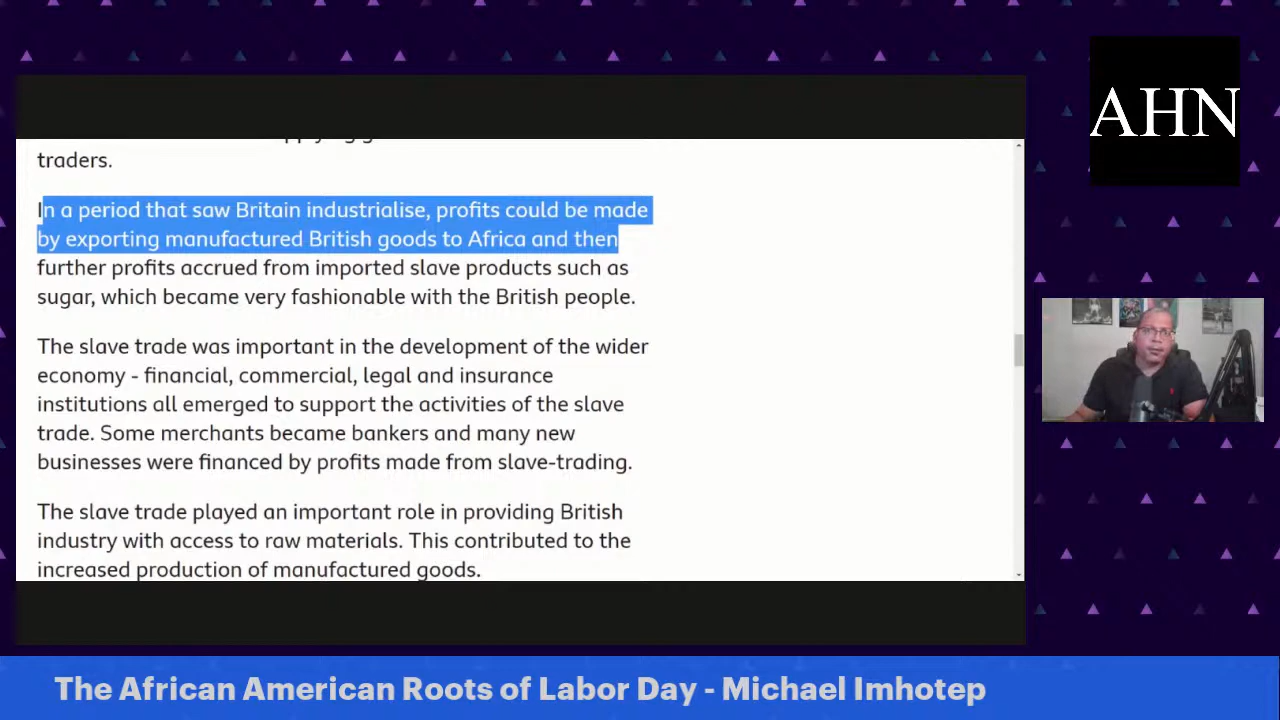 AHN
traders.
In a period that saw Britain industrialise, profits could be made
by exporting manufactured British goods to Africa and then
further profits accrued from imported slave products such as
sugar, which became very fashionable with the British people.
The slave trade was important in the development of the wider
economy - financial, commercial, legal and insurance
institutions all emerged to support the activities of the slave
trade. Some merchants became bankers and many new
businesses were financed by profits made from slave-trading.
The slave trade played an important role in providing British
industry with access to raw materials. This contributed to the
increased production of manufactured goods.
The African American Roots of Labor Day - Michael Imhotep